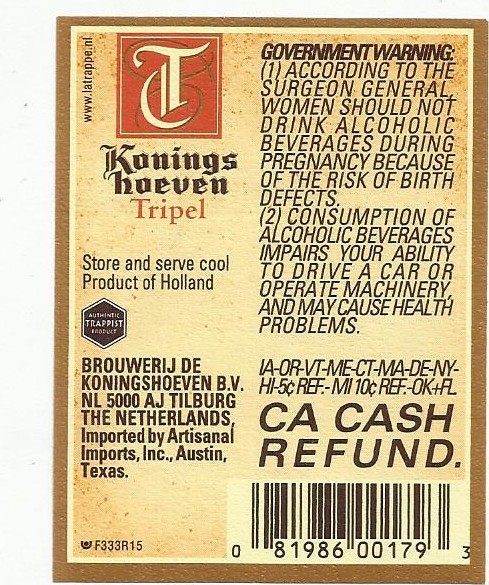 www.latrappe.nl
T
Konings
hoeven
Tripel
Store and serve cool
Product of Holland
AUTHENTIC
TRAPPIST
PRODUCT
BROUWERIJ DE
KONINGSHOEVEN B.V.
NL 5000 AJ TILBURG
THE NETHERLANDS,
Imported by Artisanal
Imports, Inc., Austin,
Texas.
F333R15
GOVERNMENT WARNING:
(1) ACCORDING TO THE
SURGEON GENERAL,
WOMEN SHOULD NOT
DRINK ALCOHOLIC
BEVERAGES DURING
PREGNANCY BECAUSE
OF THE RISK OF BIRTH
DEFECTS.
(2) CONSUMPTION OF
ALCOHOLIC BEVERAGES
IMPAIRS YOUR ABILITY
TO DRIVE A CAR OR
OPERATE MACHINERY,
AND MAY CAUSE HEALTH
PROBLEMS.
IA-OR-VT-ME-CT-MA-DE-NY-
HI-5¢ REF.- MI 10¢ REF.-OK+FL
CA CASH
REFUND.
0 81986 00179 3